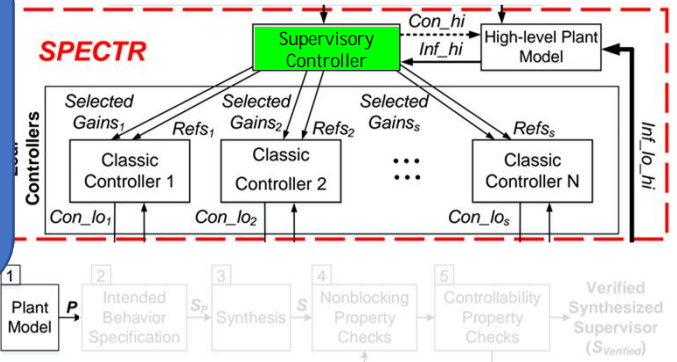 SPECTR
Supervisory
Controller
Con_hi
Inf_hi
High-level Plant
Model
Selected
Gains1
Refs1
Selected
Gains2
Refs2
Selected
Gainss
Refss
Classic
Controller 1
Classic
Controller 2
Classic
Controller N
Controllers
Con_lo1
Con_lo2
Con_los
Inf_lo_hi
1
Plant
Model
P
2
Intended
Behavior
Specification
SP
3
Synthesis
S
4
Nonblocking
Property
Checks
5
Controllability
Property
Checks
Verified
Synthesized
Supervisor
(SVerified)